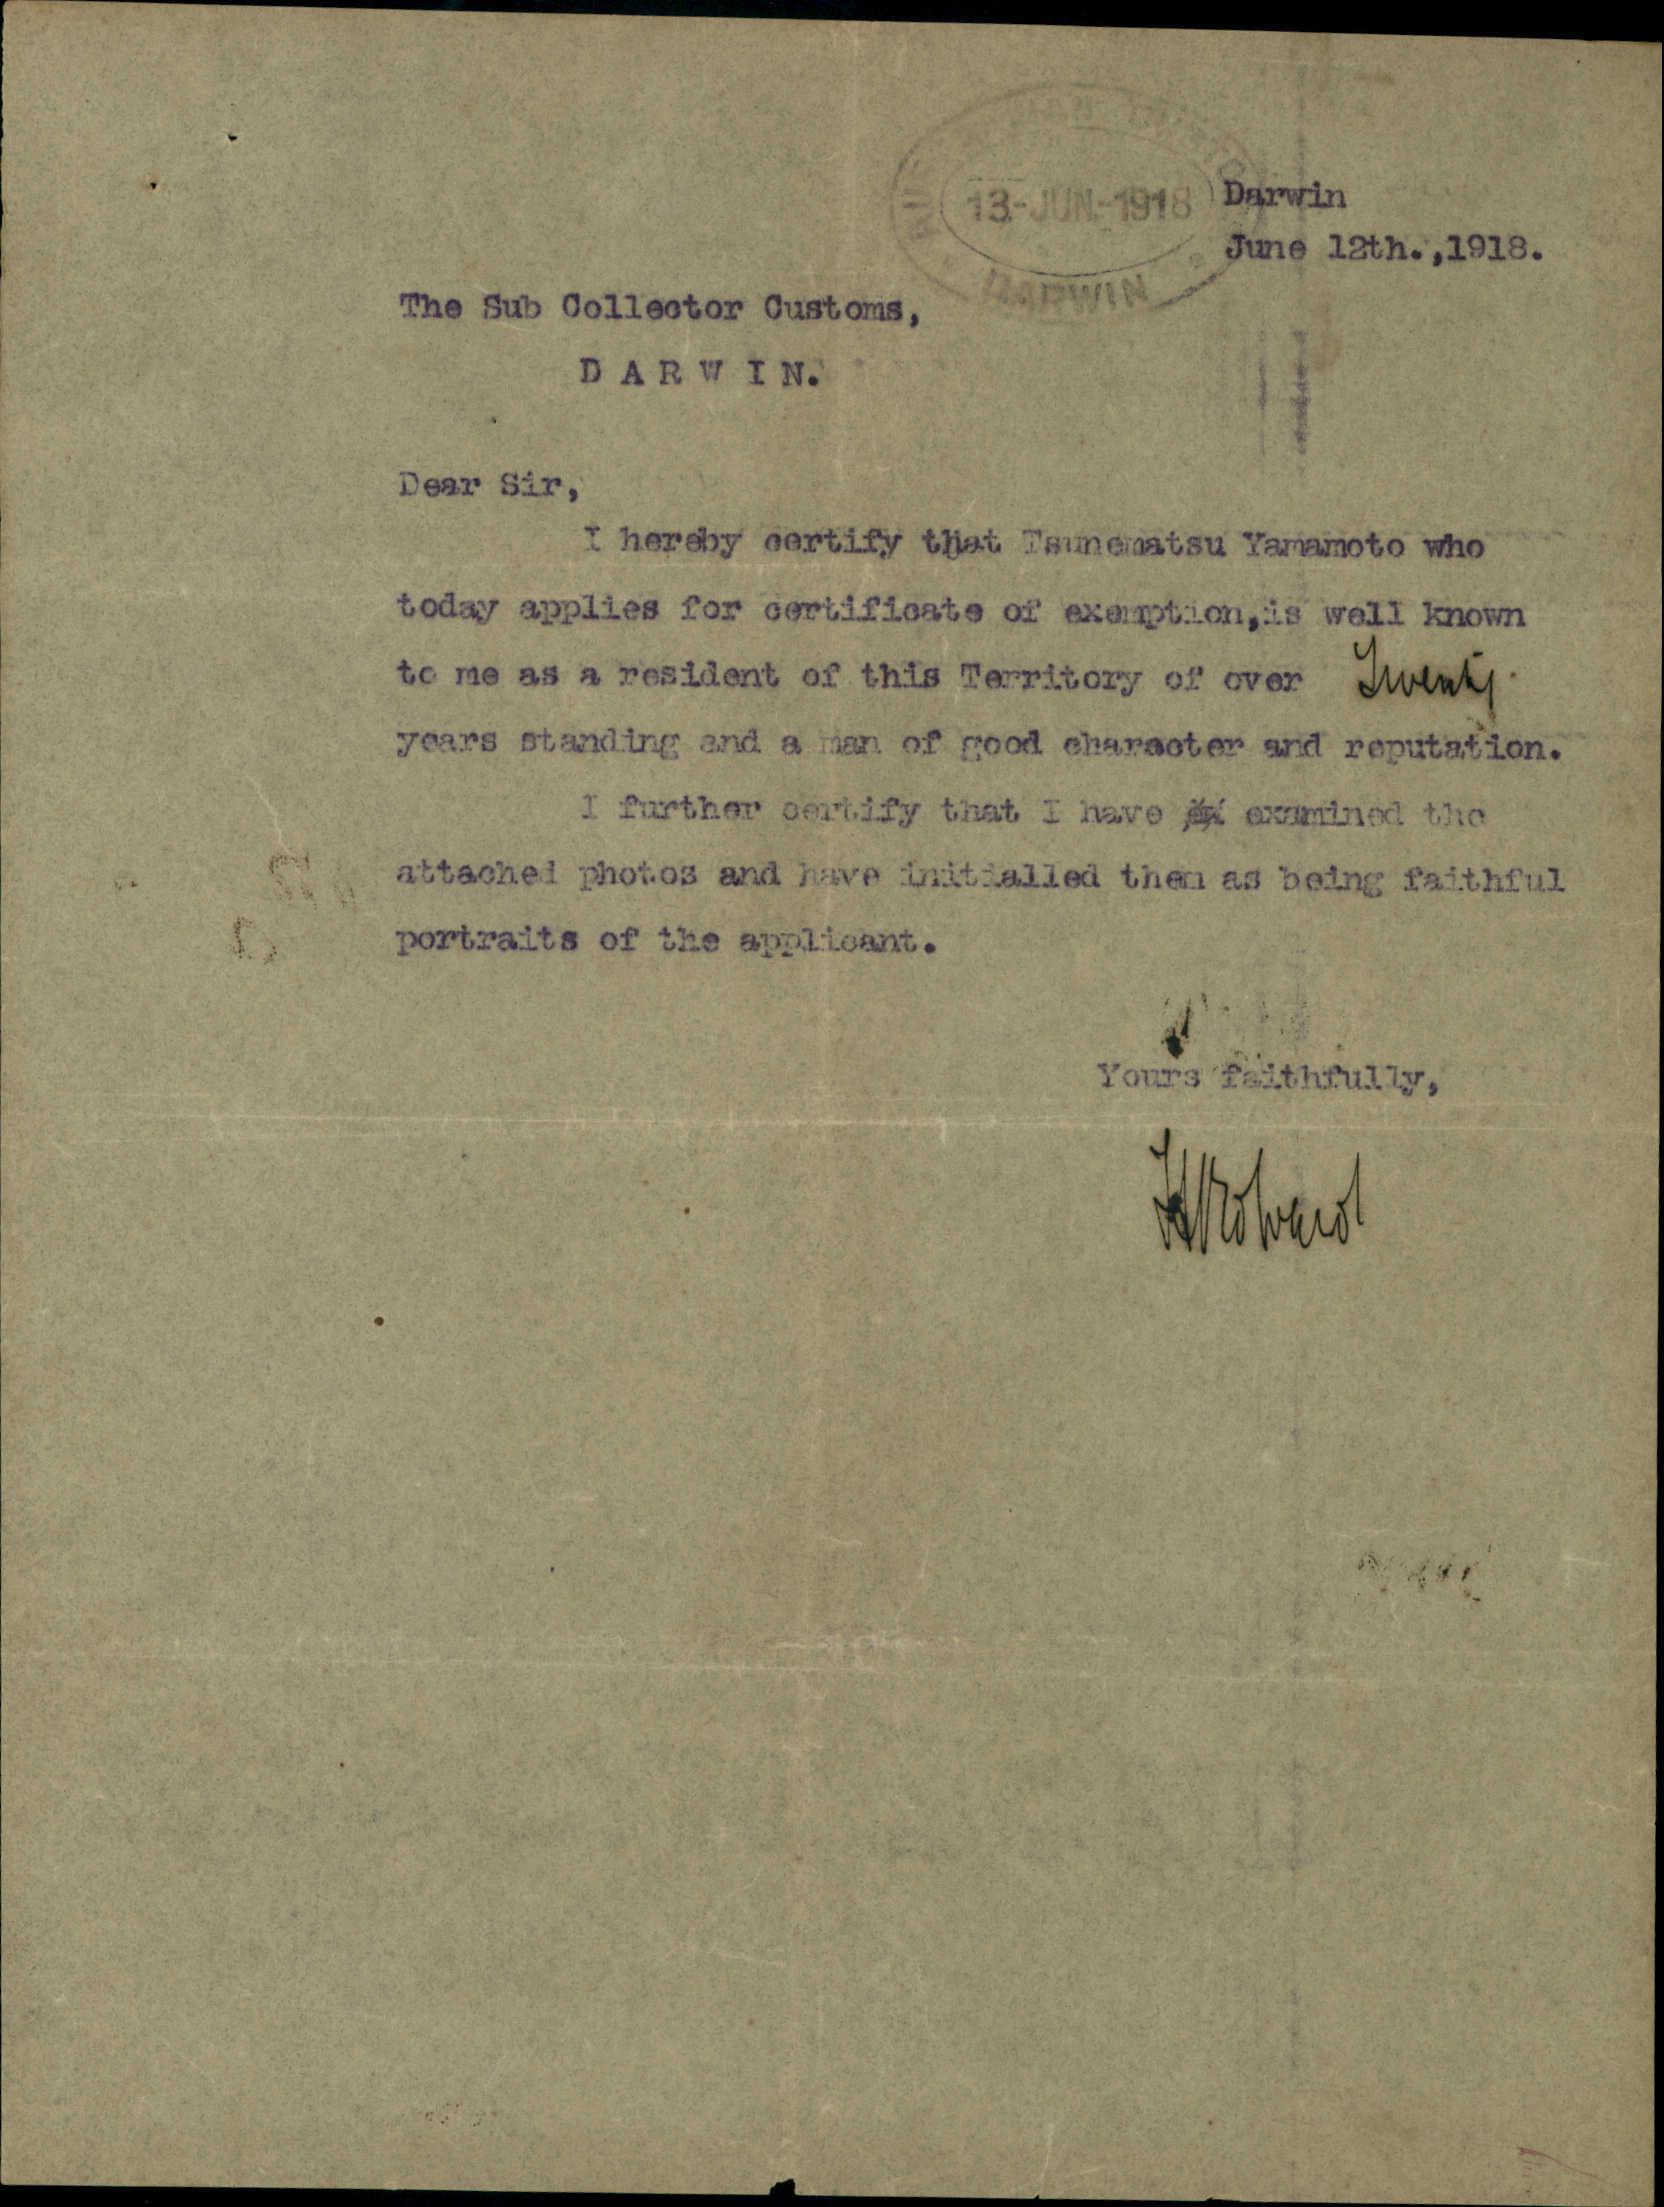 13-JUN-1918
DARWIN
Darwin
June 12th.,1918.
The Sub Collector Customs,
D A R W I N.
Dear Sir,
I hereby certify that Tsunematsu Yamamoto who
today applies for certificate of exemption,is well known
to me as a resident of this Territory of over Twenty
years standing and a man of good character and reputation.
I further certify that I have ex examined the
attached photos and have initialled them as being faithful
portraits of the applicant.
Yours faithfully,